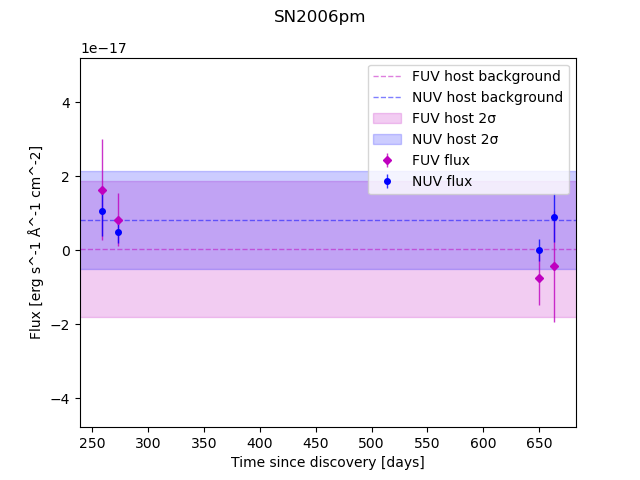 SN2006pm
1e−17
FUV host background
NUV host background
FUV host 2σ
NUV host 2σ
FUV flux
NUV flux
4
2
0
−2
−4
Flux [erg s^-1 Å^-1 cm^-2]
250 300 350 400 450 500 550 600 650
Time since discovery [days]